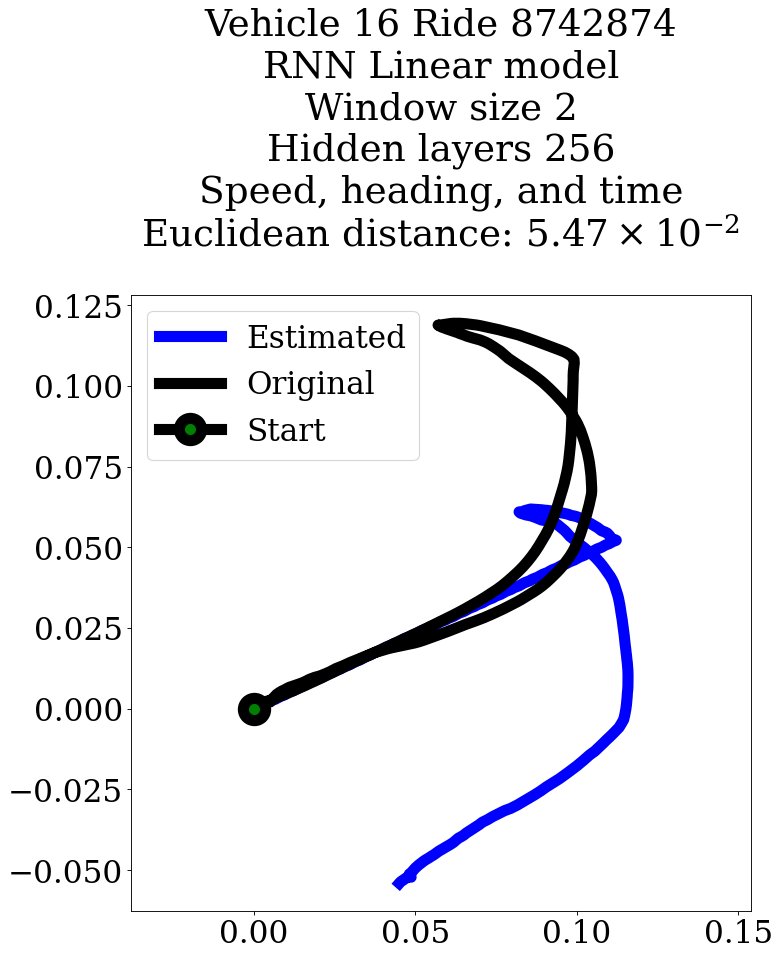 Vehicle 16 Ride 8742874
RNN Linear model
Window size 2
Hidden layers 256
Speed, heading, and time
Euclidean distance: 5.47 × 10⁻²
Estimated
Original
Start
0.125
0.100
0.075
0.050
0.025
0.000
−0.025
−0.050
0.00 0.05 0.10 0.15